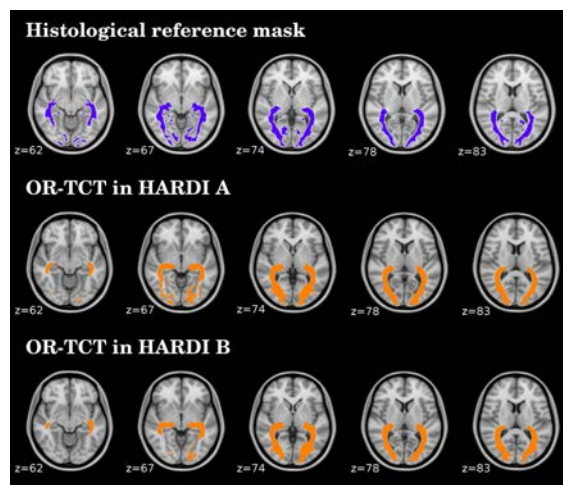 Histological reference mask
z=62 z=67 z=74 z=78 z=83
OR-TCT in HARDI A
z=62 z=67 z=74 z=78 z=83
OR-TCT in HARDI B
z=62 z=67 z=74 z=78 z=83